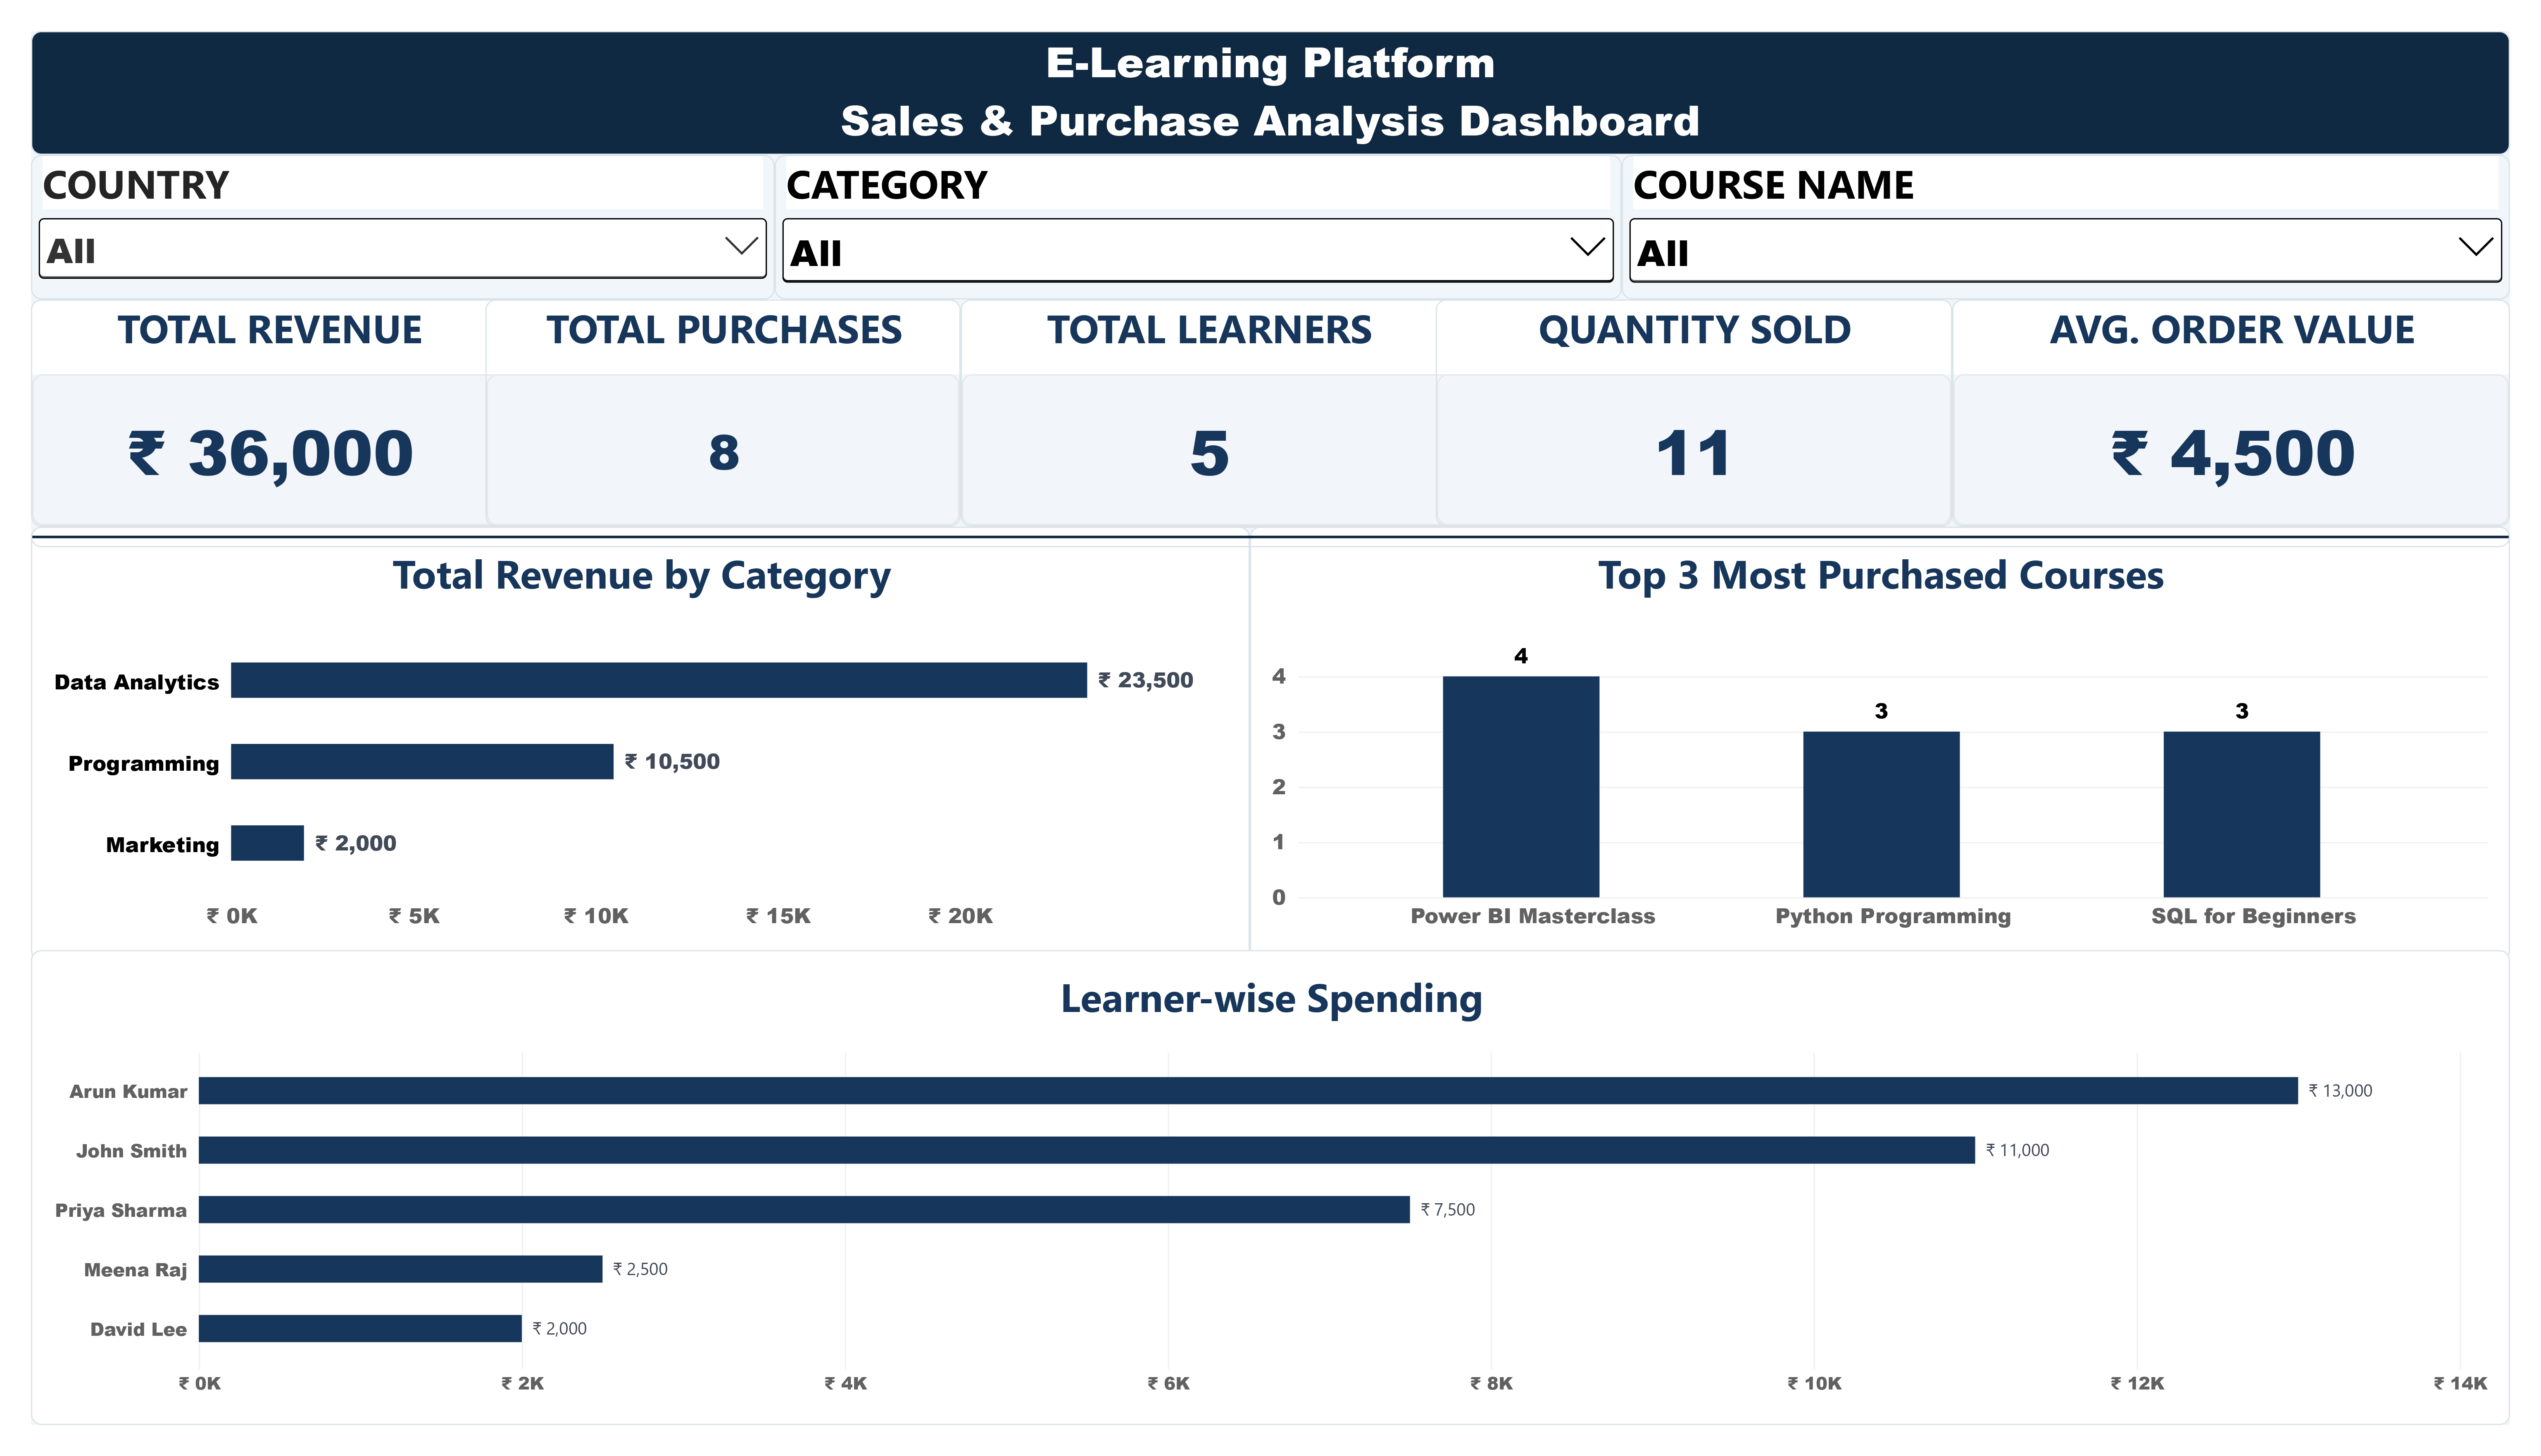 E-Learning Platform
Sales & Purchase Analysis Dashboard
COUNTRY
All
CATEGORY
All
COURSE NAME
All
TOTAL REVENUE
₹ 36,000
TOTAL PURCHASES
8
TOTAL LEARNERS
5
QUANTITY SOLD
11
AVG. ORDER VALUE
₹ 4,500
Total Revenue by Category
Data Analytics ₹ 23,500
Programming ₹ 10,500
Marketing ₹ 2,000
₹ 0K ₹ 5K ₹ 10K ₹ 15K ₹ 20K
Top 3 Most Purchased Courses
4
3
3
4
3
2
1
0
Power BI Masterclass Python Programming SQL for Beginners
Learner-wise Spending
Arun Kumar ₹ 13,000
John Smith ₹ 11,000
Priya Sharma ₹ 7,500
Meena Raj ₹ 2,500
David Lee ₹ 2,000
₹ 0K ₹ 2K ₹ 4K ₹ 6K ₹ 8K ₹ 10K ₹ 12K ₹ 14K